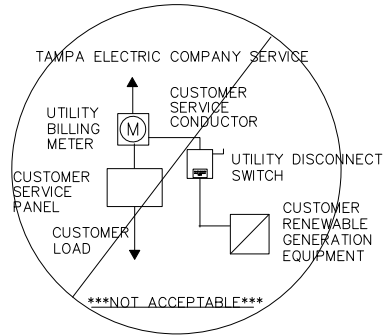 TAMPA ELECTRIC COMPANY SERVICE
CUSTOMER
SERVICE
CONDUCTOR
UTILITY
BILLING
METER
M
UTILITY DISCONNECT
SWITCH
CUSTOMER
SERVICE
PANEL
CUSTOMER
LOAD
CUSTOMER
RENEWABLE
GENERATION
EQUIPMENT
***NOT ACCEPTABLE***